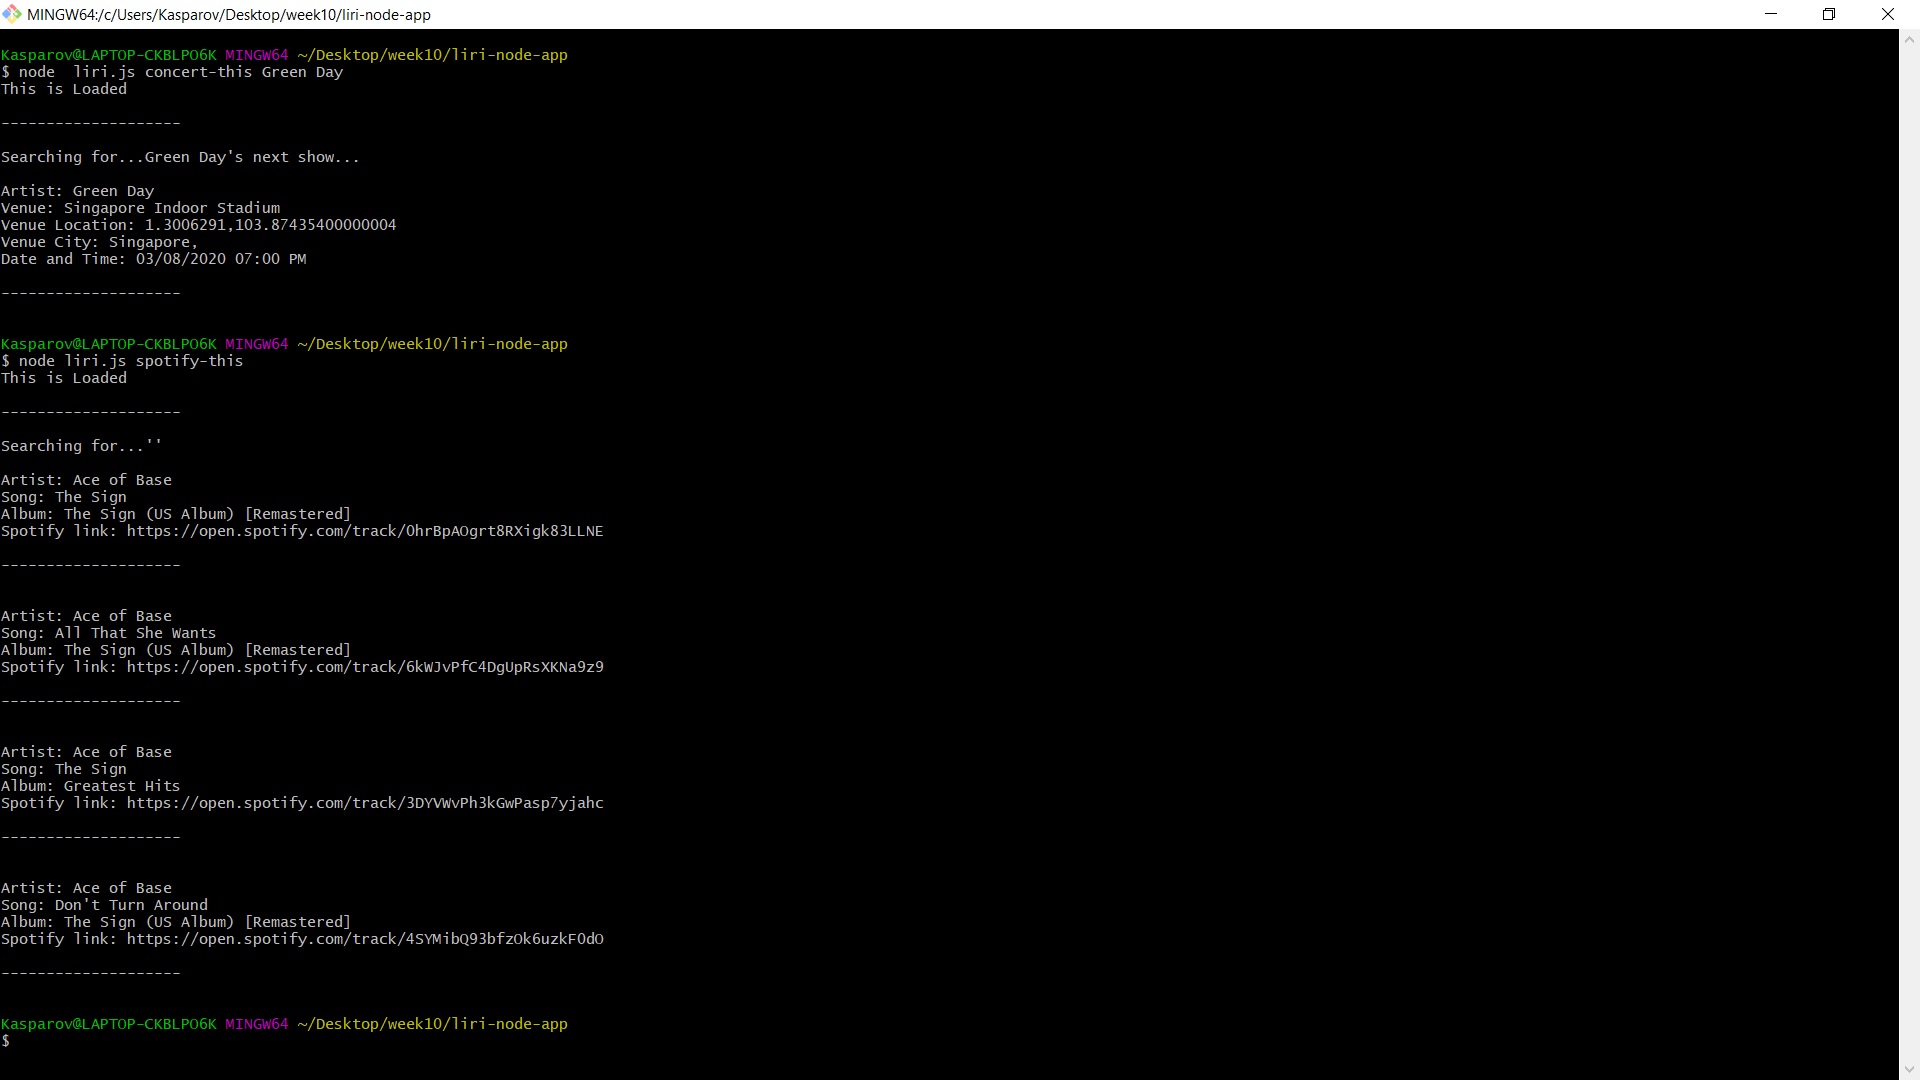 MINGW64:/c/Users/Kasparov/Desktop/week10/liri-node-app
Kasparov@LAPTOP-CKBLPO6K MINGW64 ~/Desktop/week10/liri-node-app
$ node  liri.js concert-this Green Day
This is Loaded
--------------------
Searching for...Green Day's next show...
Artist: Green Day
Venue: Singapore Indoor Stadium
Venue Location: 1.3006291,103.87435400000004
Venue City: Singapore,
Date and Time: 03/08/2020 07:00 PM
--------------------
Kasparov@LAPTOP-CKBLPO6K MINGW64 ~/Desktop/week10/liri-node-app
$ node liri.js spotify-this
This is Loaded
--------------------
Searching for...''
Artist: Ace of Base
Song: The Sign
Album: The Sign (US Album) [Remastered]
Spotify link: https://open.spotify.com/track/0hrBpAOgrt8RXigk83LLNE
--------------------
Artist: Ace of Base
Song: All That She Wants
Album: The Sign (US Album) [Remastered]
Spotify link: https://open.spotify.com/track/6kWJvPfC4DgUpRsXKNa9z9
--------------------
Artist: Ace of Base
Song: The Sign
Album: Greatest Hits
Spotify link: https://open.spotify.com/track/3DYVWvPh3kGwPasp7yjahc
--------------------
Artist: Ace of Base
Song: Don't Turn Around
Album: The Sign (US Album) [Remastered]
Spotify link: https://open.spotify.com/track/4SYMibQ93bfzOk6uzkF0dO
--------------------
Kasparov@LAPTOP-CKBLPO6K MINGW64 ~/Desktop/week10/liri-node-app
$